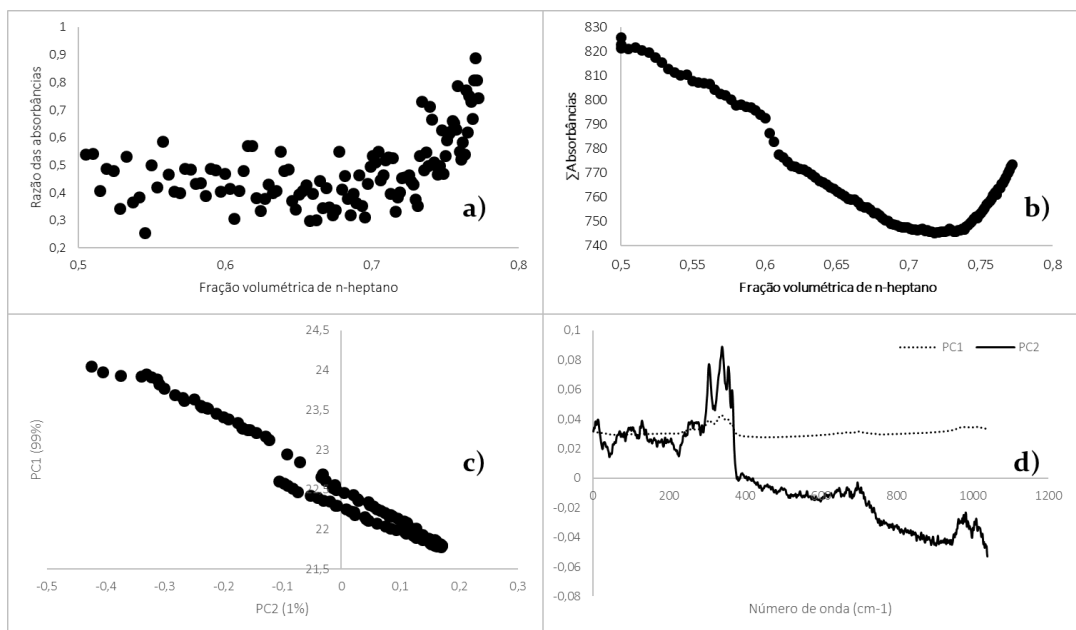 1
0,9
0,8
0,7
0,6
0,5
0,4
0,3
0,2
Razão das absorbâncias
0,5 0,6 0,7 0,8
Fração volumétrica de n-heptano
a)
820
800
780
760
740
∑Absorbâncias
0,5 0,55 0,6 0,65 0,7 0,75 0,8
Fração volumétrica de n-heptano
b)
24,5
24
23,5
23
22,5
22
21,5
PC1 (99%)
-0,5 -0,4 -0,3 -0,2 -0,1 0 0,1 0,2 0,3
PC2 (1%)
c)
0,1
0,08
0,06
0,04
0,02
0
-0,02
-0,04
-0,06
-0,08
PC1 PC2
0 200 400 600 800 1000 1200
Número de onda (cm-1)
d)